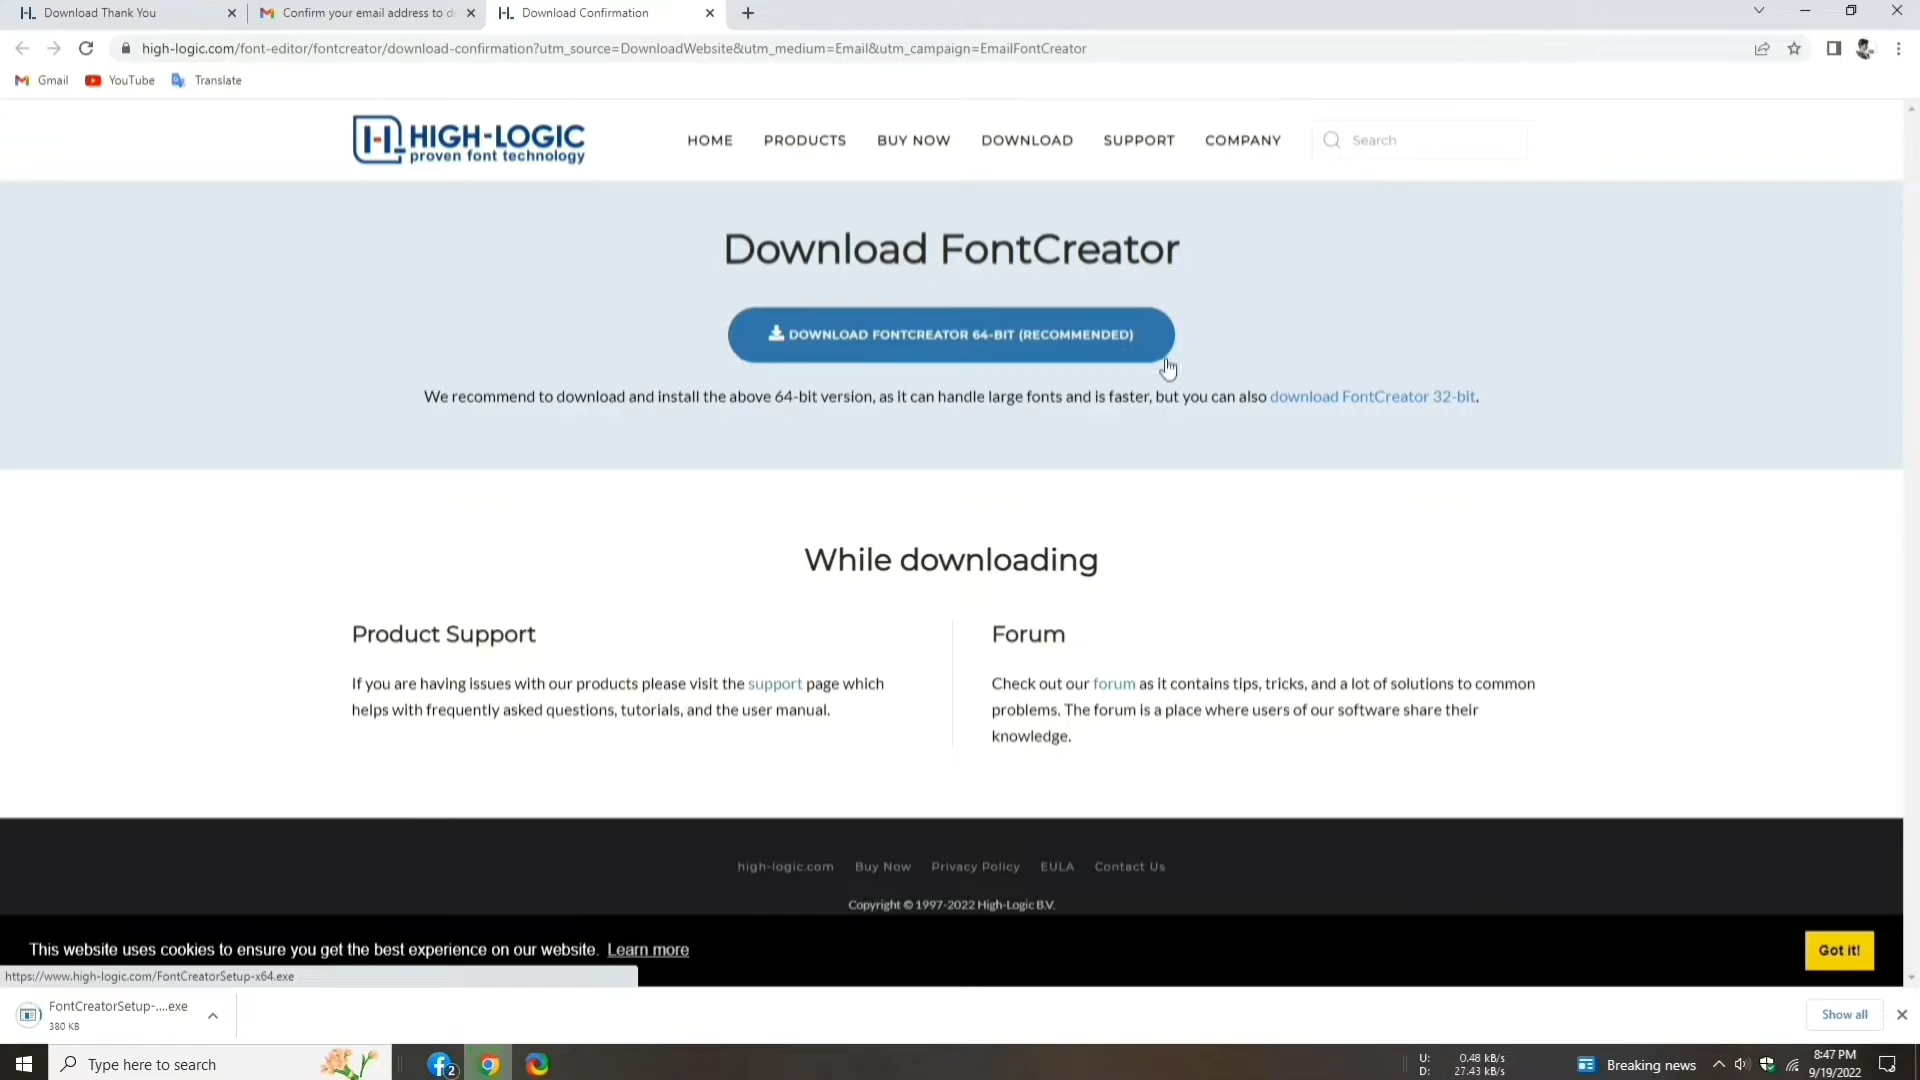 Download Thank You
Confirm your email address to d
Download Confirmation
high-logic.com/font-editor/fontcreator/download-confirmation?utm_source=DownloadWebsite&utm_medium=Email&utm_campaign=EmailFontCreator
Gmail YouTube Translate
HIGH-LOGIC
proven font technology
HOME PRODUCTS BUY NOW DOWNLOAD SUPPORT COMPANY Search
Download FontCreator
DOWNLOAD FONTCREATOR 64-BIT (RECOMMENDED)
We recommend to download and install the above 64-bit version, as it can handle large fonts and is faster, but you can also download FontCreator 32-bit.
While downloading
Product Support
If you are having issues with our products please visit the support page which
helps with frequently asked questions, tutorials, and the user manual.
Forum
Check out our forum as it contains tips, tricks, and a lot of solutions to common
problems. The forum is a place where users of our software share their
knowledge.
high-logic.com Buy Now Privacy Policy EULA Contact Us
Copyright © 1997-2022 High-Logic B.V.
This website uses cookies to ensure you get the best experience on our website. Learn more
Got it!
https://www.high-logic.com/FontCreatorSetup-x64.exe
FontCreatorSetup-....exe
380 KB
Show all
Type here to search
2
U: 0.48 kB/s
D: 27.43 kB/s
Breaking news
8:47 PM
9/19/2022